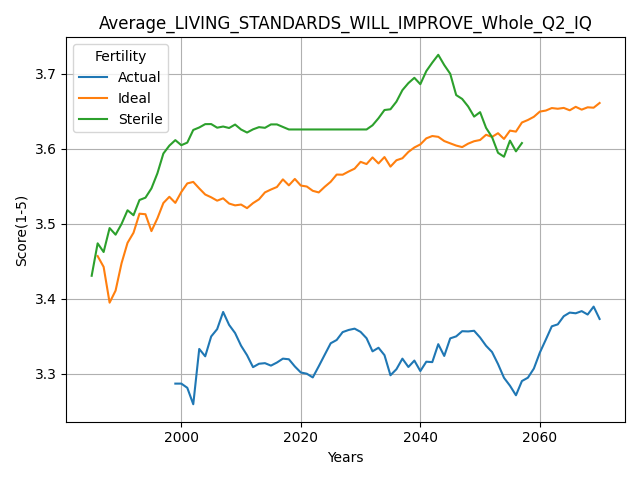 Average_LIVING_STANDARDS_WILL_IMPROVE_Whole_Q2_IQ
Fertility
Actual
Ideal
Sterile
Score(1-5)
3.7
3.6
3.5
3.4
3.3
2000
2020
2040
2060
Years